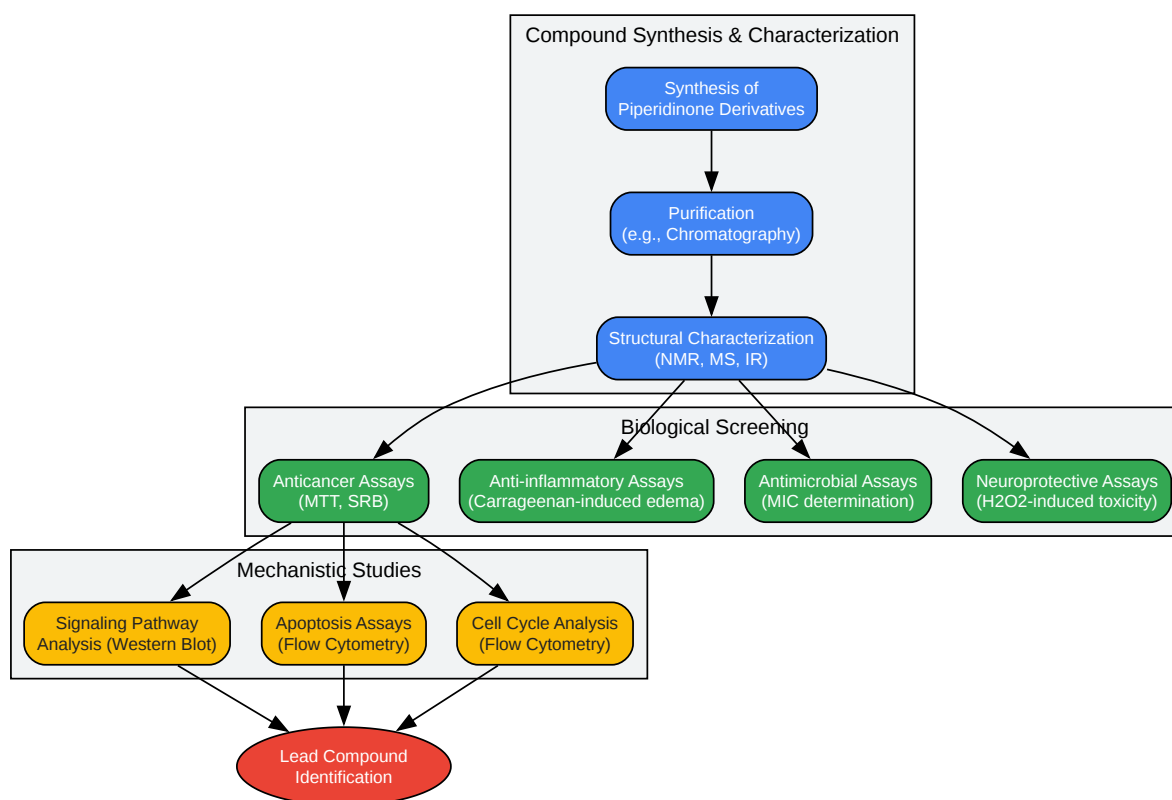 Compound Synthesis & Characterization
Synthesis of
Piperidinone Derivatives
Purification
(e.g., Chromatography)
Structural Characterization
(NMR, MS, IR)
Biological Screening
Anticancer Assays
(MTT, SRB)
Anti-inflammatory Assays
(Carrageenan-induced edema)
Antimicrobial Assays
(MIC determination)
Neuroprotective Assays
(H2O2-induced toxicity)
Mechanistic Studies
Signaling Pathway
Analysis (Western Blot)
Apoptosis Assays
(Flow Cytometry)
Cell Cycle Analysis
(Flow Cytometry)
Lead Compound
Identification